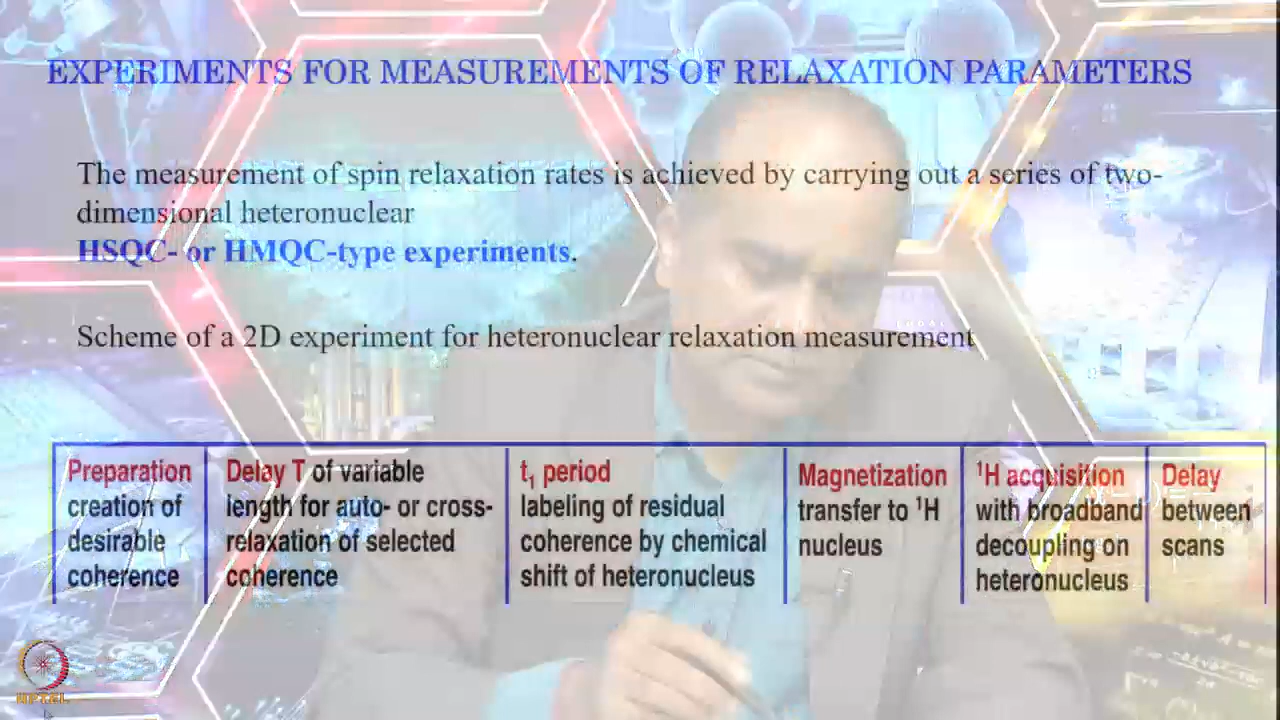 EXPERIMENTS FOR MEASUREMENTS OF RELAXATION PARAMETERS
The measurement of spin relaxation rates is achieved by carrying out a series of two-
dimensional heteronuclear
HSQC- or HMQC-type experiments.
Scheme of a 2D experiment for heteronuclear relaxation measurement
Preparation
creation of
desirable
coherence
Delay T of variable
length for auto- or cross-
relaxation of selected
coherence
t₁ period
labeling of residual
coherence by chemical
shift of heteronucleus
Magnetization
transfer to ¹H
nucleus
¹H acquisition
with broadband
decoupling on
heteronucleus
Delay
between
scans
NPTEL